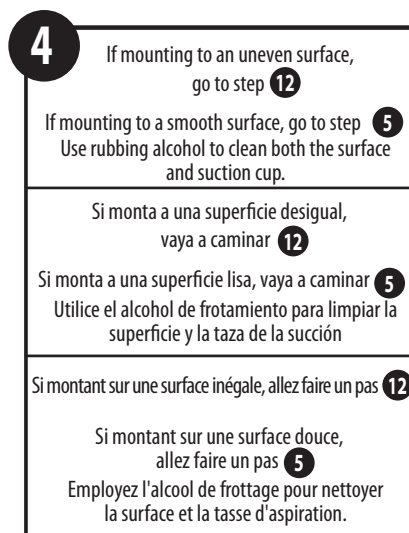 4
If mounting to an uneven surface,
go to step 12
If mounting to a smooth surface, go to step 5
Use rubbing alcohol to clean both the surface
and suction cup.
Si monta a una superficie desigual,
vaya a caminar 12
Si monta a una superficie lisa, vaya a caminar 5
Utilice el alcohol de frotamiento para limpiar la
superficie y la taza de la succión
Si montant sur une surface inégale, allez faire un pas 12
Si montant sur une surface douce,
allez faire un pas 5
Employez l'alcool de frottage pour nettoyer
la surface et la tasse d'aspiration.